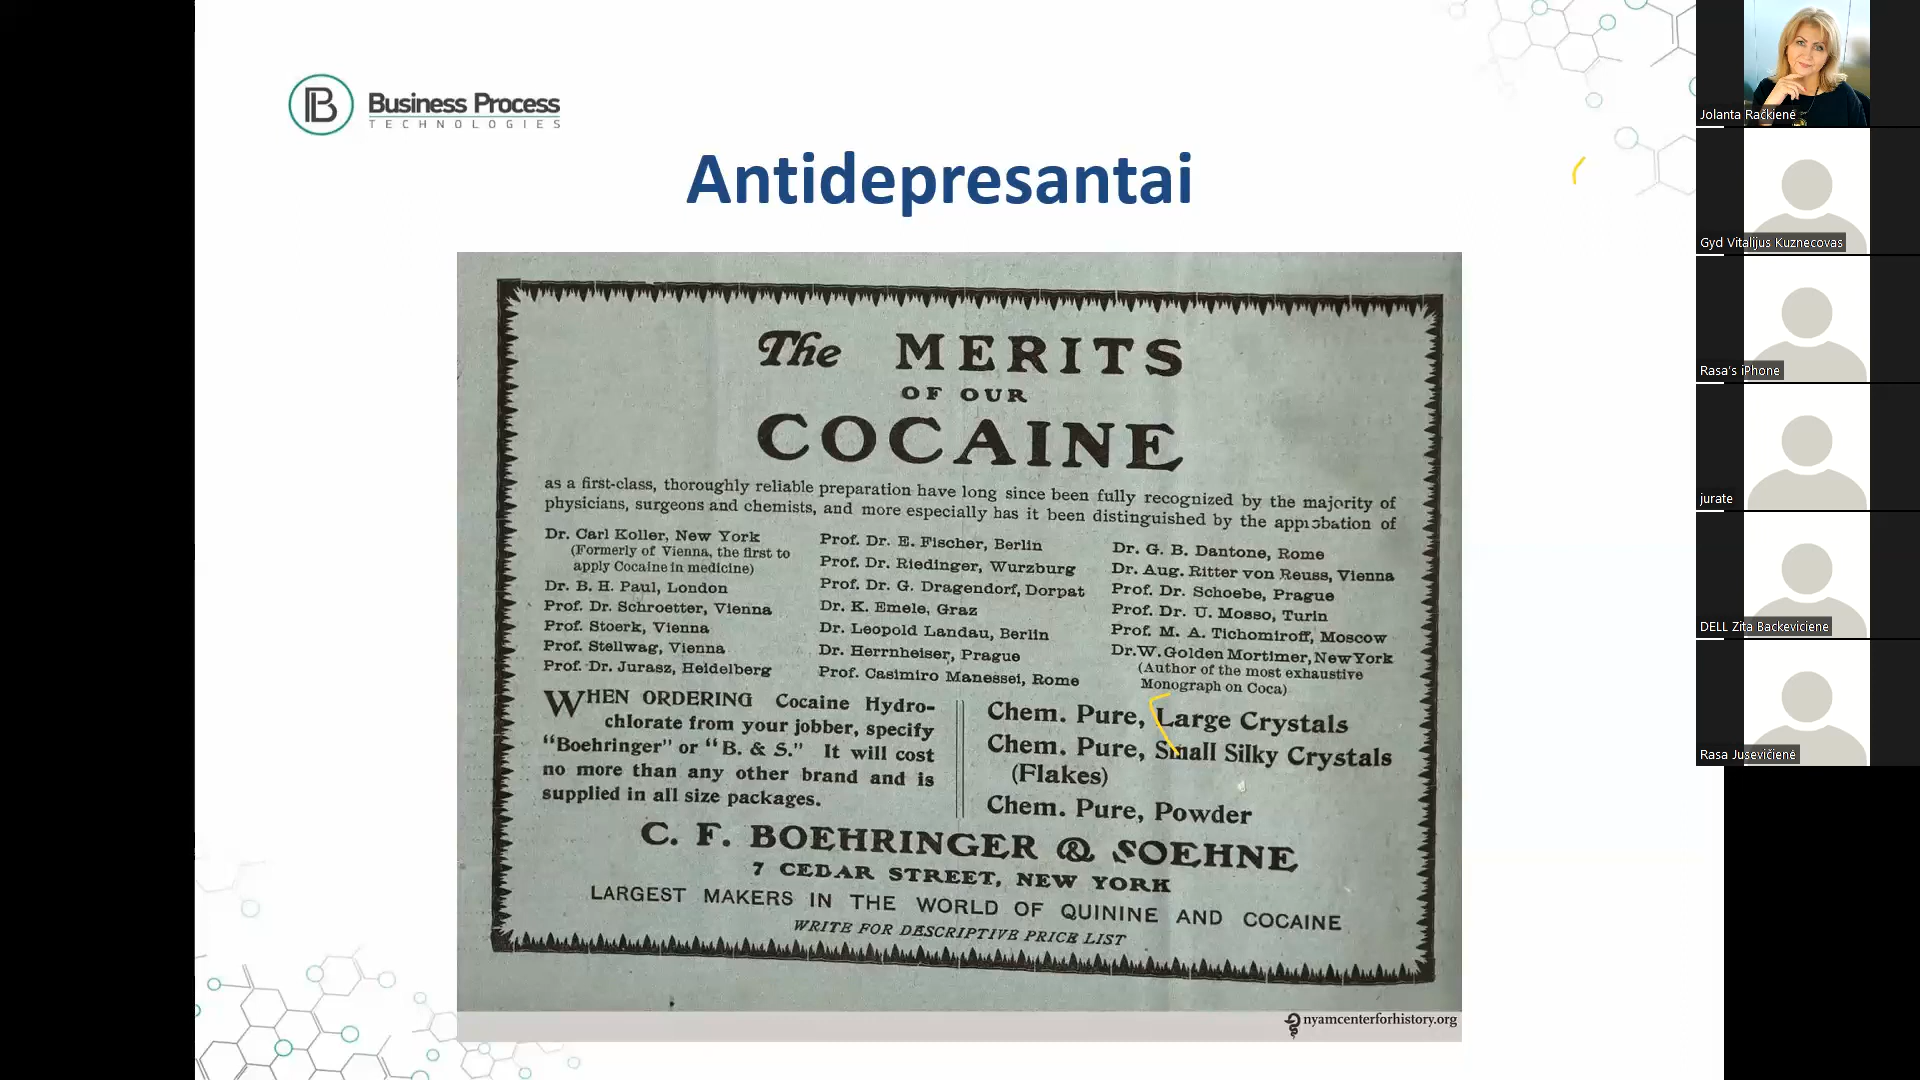 Business Process
TECHNOLOGIES
Antidepresantai
The MERITS
OF OUR
COCAINE
as a first-class, thoroughly reliable preparation have long since been fully recognized by the majority of
physicians, surgeons and chemists, and more especially has it been distinguished by the approbation of
Dr. Carl Koller, New York
(Formerly of Vienna, the first to
apply Cocaine in medicine)
Dr. B. H. Paul, London
Prof. Dr. Schroetter, Vienna
Prof. Stoerk, Vienna
Prof. Stellwag, Vienna
Prof. Dr. Jurasz, Heidelberg
Prof. Dr. E. Fischer, Berlin
Prof. Dr. Riedinger, Wurzburg
Prof. Dr. G. Dragendorf, Dorpat
Dr. K. Emele, Graz
Dr. Leopold Landau, Berlin
Dr. Herrnheiser, Prague
Prof. Casimiro Manessei, Rome
Dr. G. B. Dantone, Rome
Dr. Aug. Ritter von Reuss, Vienna
Prof. Dr. Schoebe, Prague
Prof. Dr. U. Mosso, Turin
Prof. M. A. Tichomiroff, Moscow
Dr. W. Golden Mortimer, New York
(Author of the most exhaustive
Monograph on Coca)
WHEN ORDERING Cocaine Hydro-
chlorate from your jobber, specify
"Boehringer" or "B. & S." It will cost
no more than any other brand and is
supplied in all size packages.
Chem. Pure, Large Crystals
Chem. Pure, Small Silky Crystals
(Flakes)
Chem. Pure, Powder
C. F. BOEHRINGER & SOEHNE
7 CEDAR STREET, NEW YORK
LARGEST MAKERS IN THE WORLD OF QUININE AND COCAINE
WRITE FOR DESCRIPTIVE PRICE LIST
nyamcenterforhistory.org
Jolanta Račkienė
Gyd Vitalijus Kuznecovas
Rasa's iPhone
jurate
DELL Zita Backeviciene
Rasa Jusevičienė